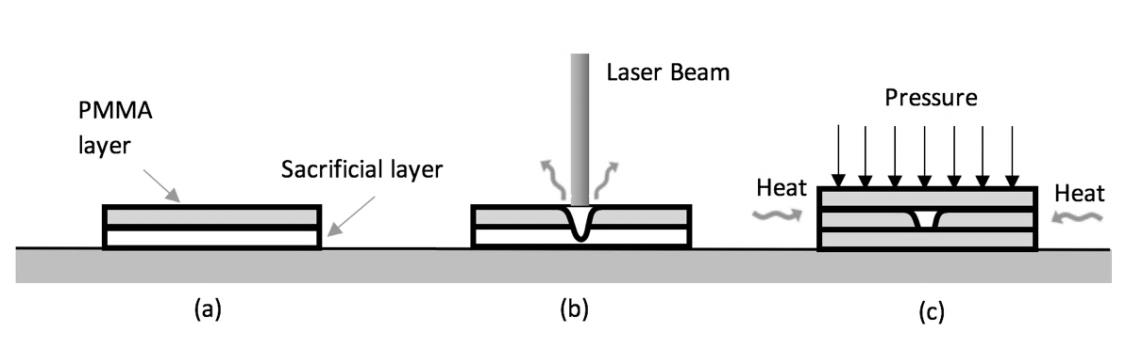 Laser Beam
PMMA
layer
Pressure
Sacrificial layer
Heat
Heat
(a)
(b)
(c)